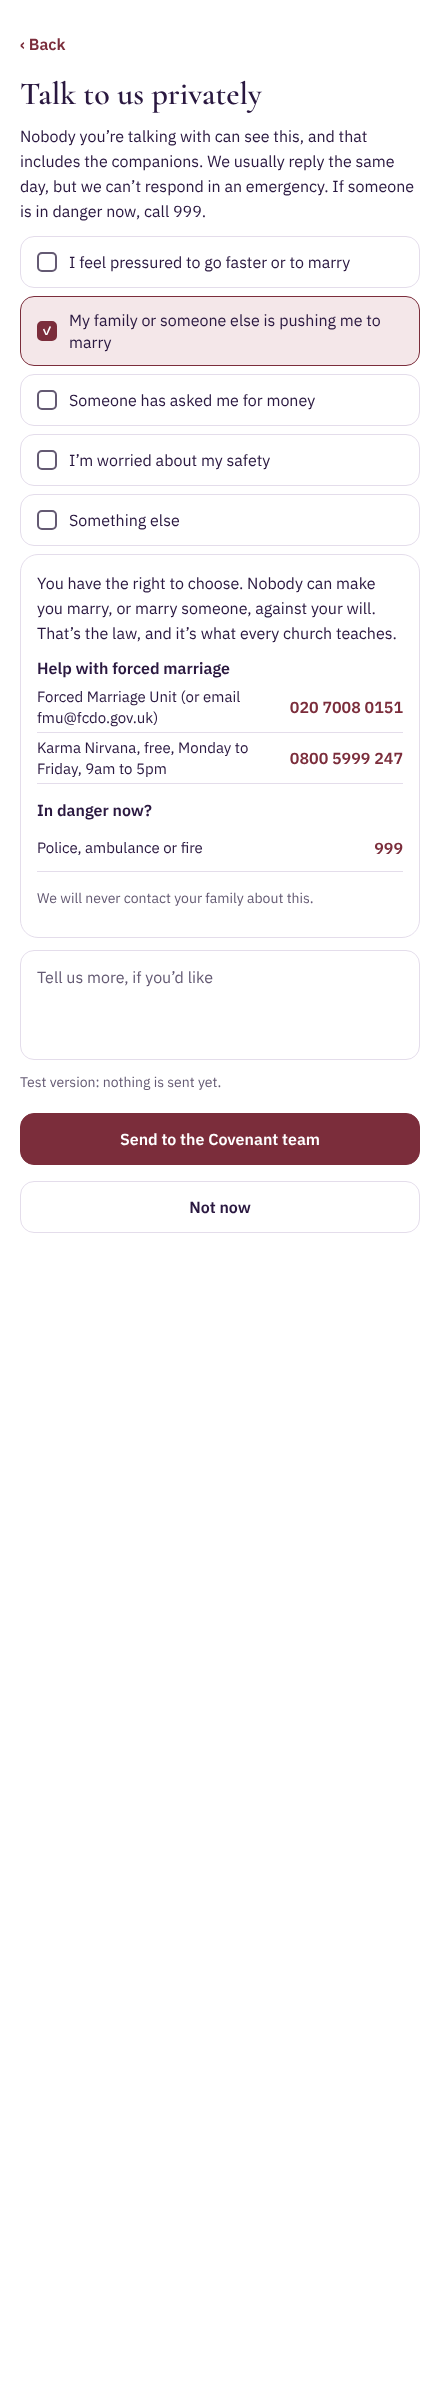 ‹ Back
Talk to us privately
Nobody you’re talking with can see this, and that
includes the companions. We usually reply the same
day, but we can’t respond in an emergency. If someone
is in danger now, call 999.
I feel pressured to go faster or to marry
My family or someone else is pushing me to
marry
Someone has asked me for money
I’m worried about my safety
Something else
You have the right to choose. Nobody can make
you marry, or marry someone, against your will.
That’s the law, and it’s what every church teaches.
Help with forced marriage
Forced Marriage Unit (or email
fmu@fcdo.gov.uk)
020 7008 0151
Karma Nirvana, free, Monday to
Friday, 9am to 5pm
0800 5999 247
In danger now?
Police, ambulance or fire
999
We will never contact your family about this.
Tell us more, if you’d like
Test version: nothing is sent yet.
Send to the Covenant team
Not now